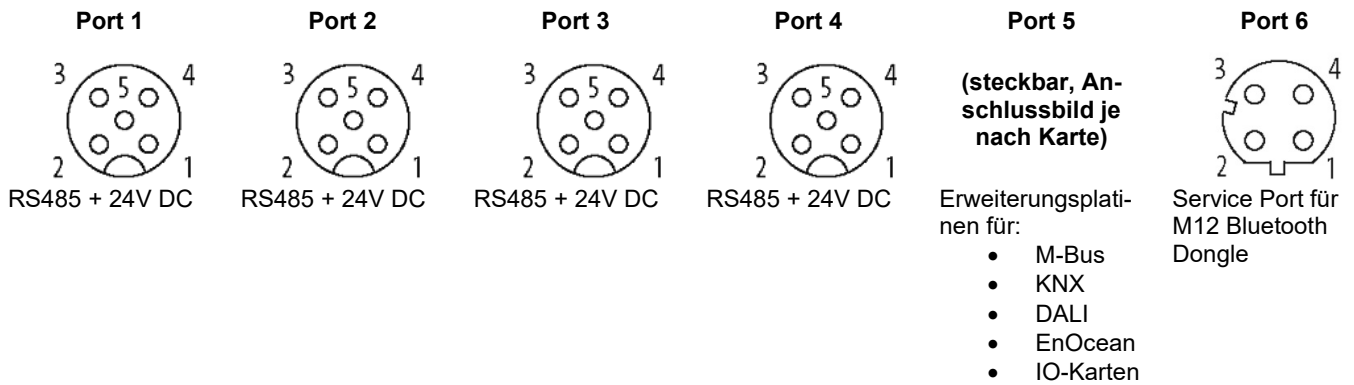 Port 1
3 4
5
2 1
RS485 + 24V DC
Port 2
3 4
5
2 1
RS485 + 24V DC
Port 3
3 4
5
2 1
RS485 + 24V DC
Port 4
3 4
5
2 1
RS485 + 24V DC
Port 5
(steckbar, An-
schlussbild je
nach Karte)
Erweiterungsplati-
nen für:
• M-Bus
• KNX
• DALI
• EnOcean
• IO-Karten
Port 6
3 4
2 1
Service Port für
M12 Bluetooth
Dongle